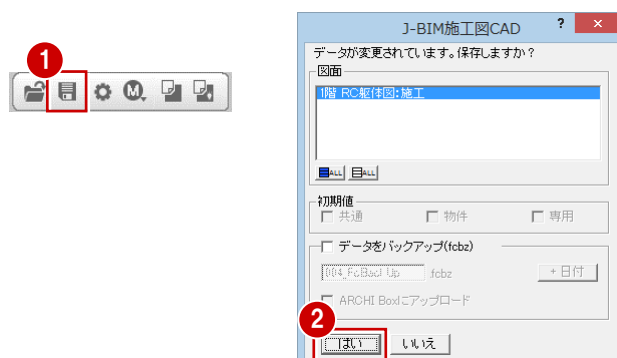 1
M
J-BIM施工図CAD ? ×
データが変更されています。保存しますか？
図面
1階 RC躯体図:施工
ALL ALL
初期値
共通 物件 専用
データをバックアップ(fcbz)
fcbz +日付
ARCHI Boxにアップロード
2
はい いいえ